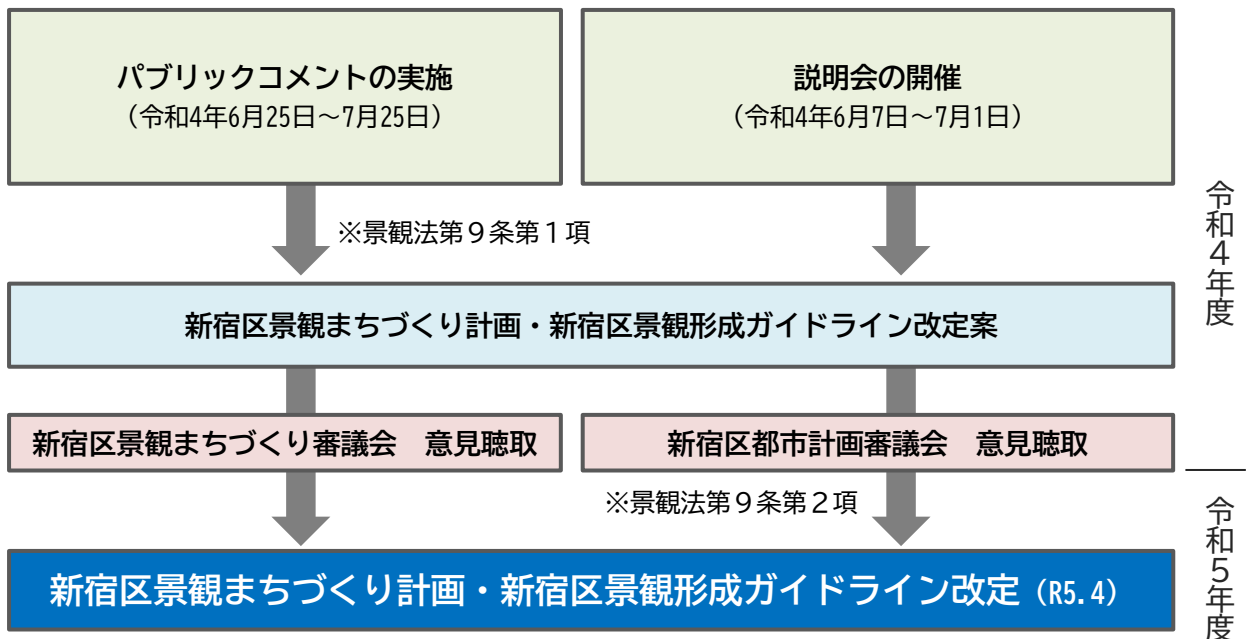 パブリックコメントの実施
（令和4年6月25日～7月25日）
説明会の開催
（令和4年6月7日～7月1日）
※景観法第９条第１項
新宿区景観まちづくり計画・新宿区景観形成ガイドライン改定案
新宿区景観まちづくり審議会　意見聴取
新宿区都市計画審議会　意見聴取
※景観法第９条第２項
新宿区景観まちづくり計画・新宿区景観形成ガイドライン改定（R5.4）
令和４年度
令和５年度